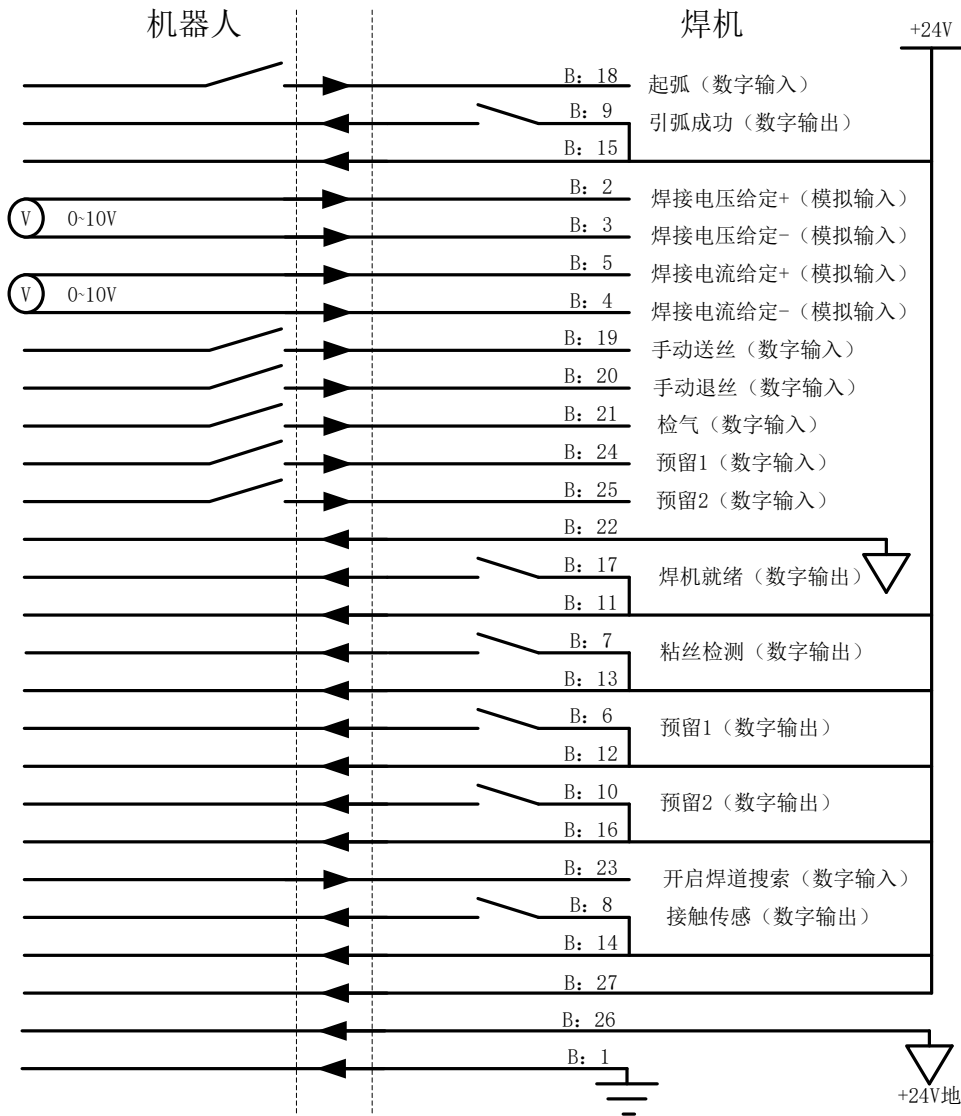 机器人
焊机
+24V
B: 18 起弧（数字输入）
B: 9 引弧成功（数字输出）
B: 15
B: 2 焊接电压给定+（模拟输入）
V 0~10V
B: 3 焊接电压给定-（模拟输入）
B: 5 焊接电流给定+（模拟输入）
V 0~10V
B: 4 焊接电流给定-（模拟输入）
B: 19 手动送丝（数字输入）
B: 20 手动退丝（数字输入）
B: 21 检气（数字输入）
B: 24 预留1（数字输入）
B: 25 预留2（数字输入）
B: 22
B: 17 焊机就绪（数字输出）
B: 11
B: 7 粘丝检测（数字输出）
B: 13
B: 6 预留1（数字输出）
B: 12
B: 10 预留2（数字输出）
B: 16
B: 23 开启焊道搜索（数字输入）
B: 8 接触传感（数字输出）
B: 14
B: 27
B: 26
B: 1
+24V地